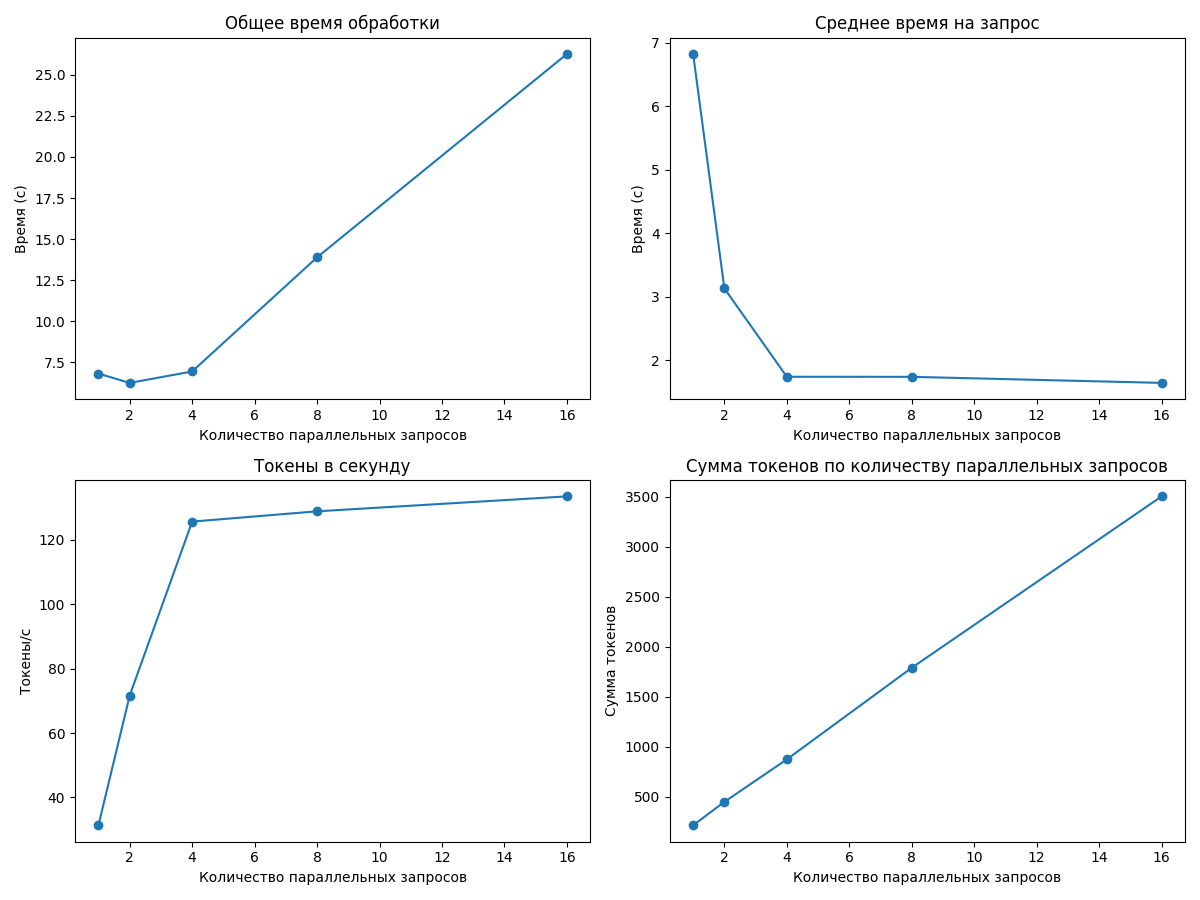 Общее время обработки
Время (с)
25.0
22.5
20.0
17.5
15.0
12.5
10.0
7.5
2 4 6 8 10 12 14 16
Количество параллельных запросов
Среднее время на запрос
Время (с)
7
6
5
4
3
2
2 4 6 8 10 12 14 16
Количество параллельных запросов
Токены в секунду
Токены/с
120
100
80
60
40
2 4 6 8 10 12 14 16
Количество параллельных запросов
Сумма токенов по количеству параллельных запросов
Сумма токенов
3500
3000
2500
2000
1500
1000
500
2 4 6 8 10 12 14 16
Количество параллельных запросов